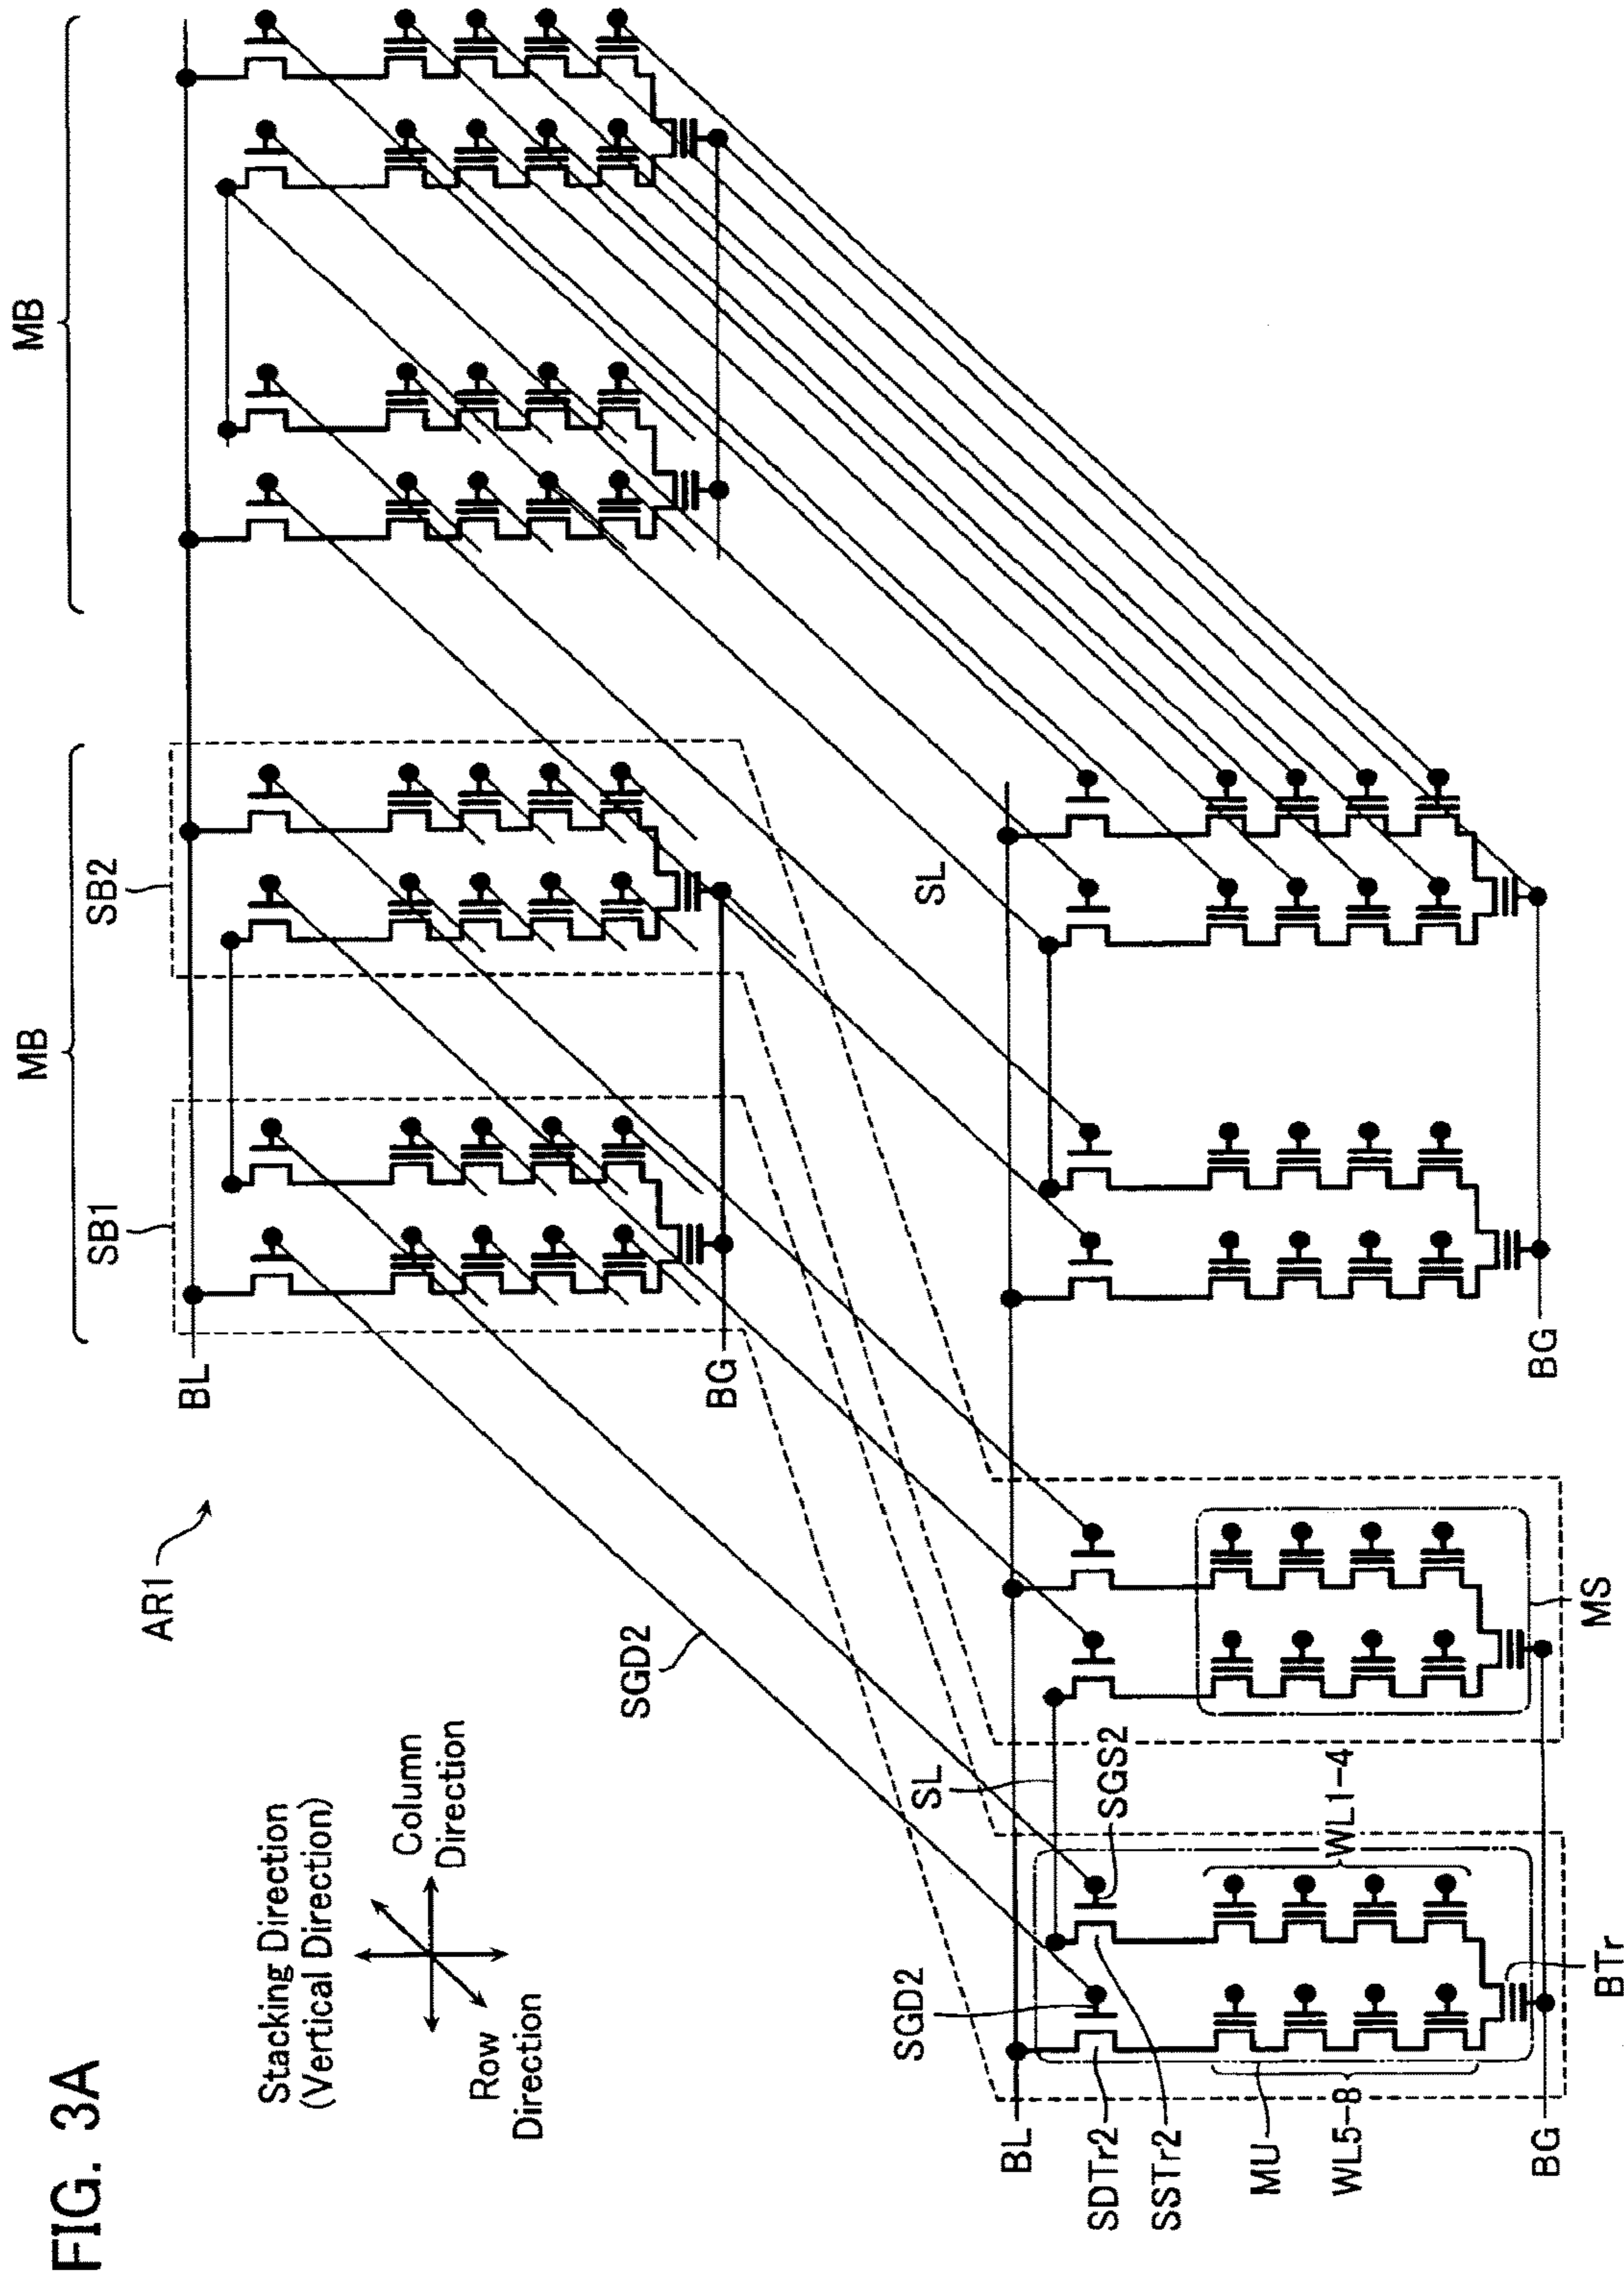 FIG. 3A
Stacking Direction
(Vertical Direction)
Column
Direction
Row
Direction
AR1
MB
MB
SB1
SB2
BL
BG
SGD2
SL
SL
SGD2
SGS2
BL
SDTr2
SSTr2
MU
WL5-8
WL1-4
BG
BTr
MS
BG